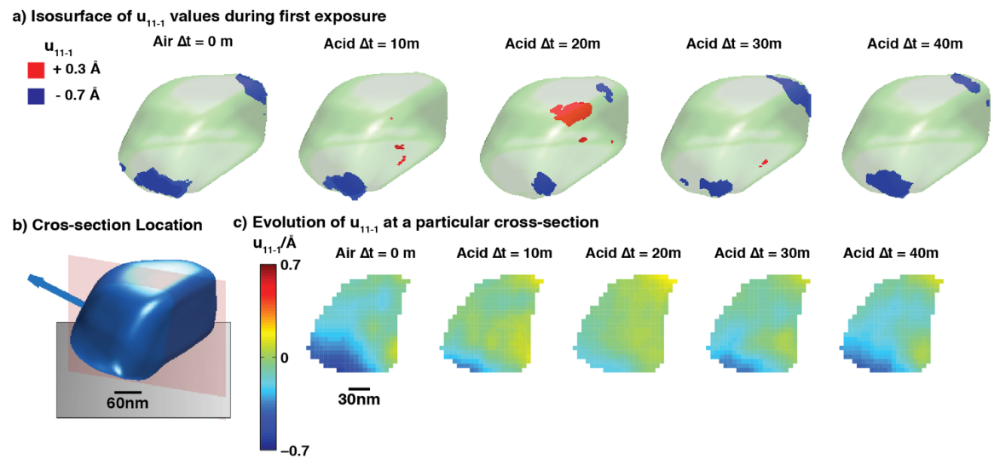 a) Isosurface of u11-1 values during first exposure
u11-1
+ 0.3 Å
- 0.7 Å
Air Δt = 0 m
Acid Δt = 10m
Acid Δt = 20m
Acid Δt = 30m
Acid Δt = 40m
b) Cros-section Location
60nm
c) Evolution of u11-1 at a particular cross-section
u11-1/Å
0.7
0
−0.7
Air Δt = 0 m
Acid Δt = 10m
Acid Δt = 20m
Acid Δt = 30m
Acid Δt = 40m
30nm